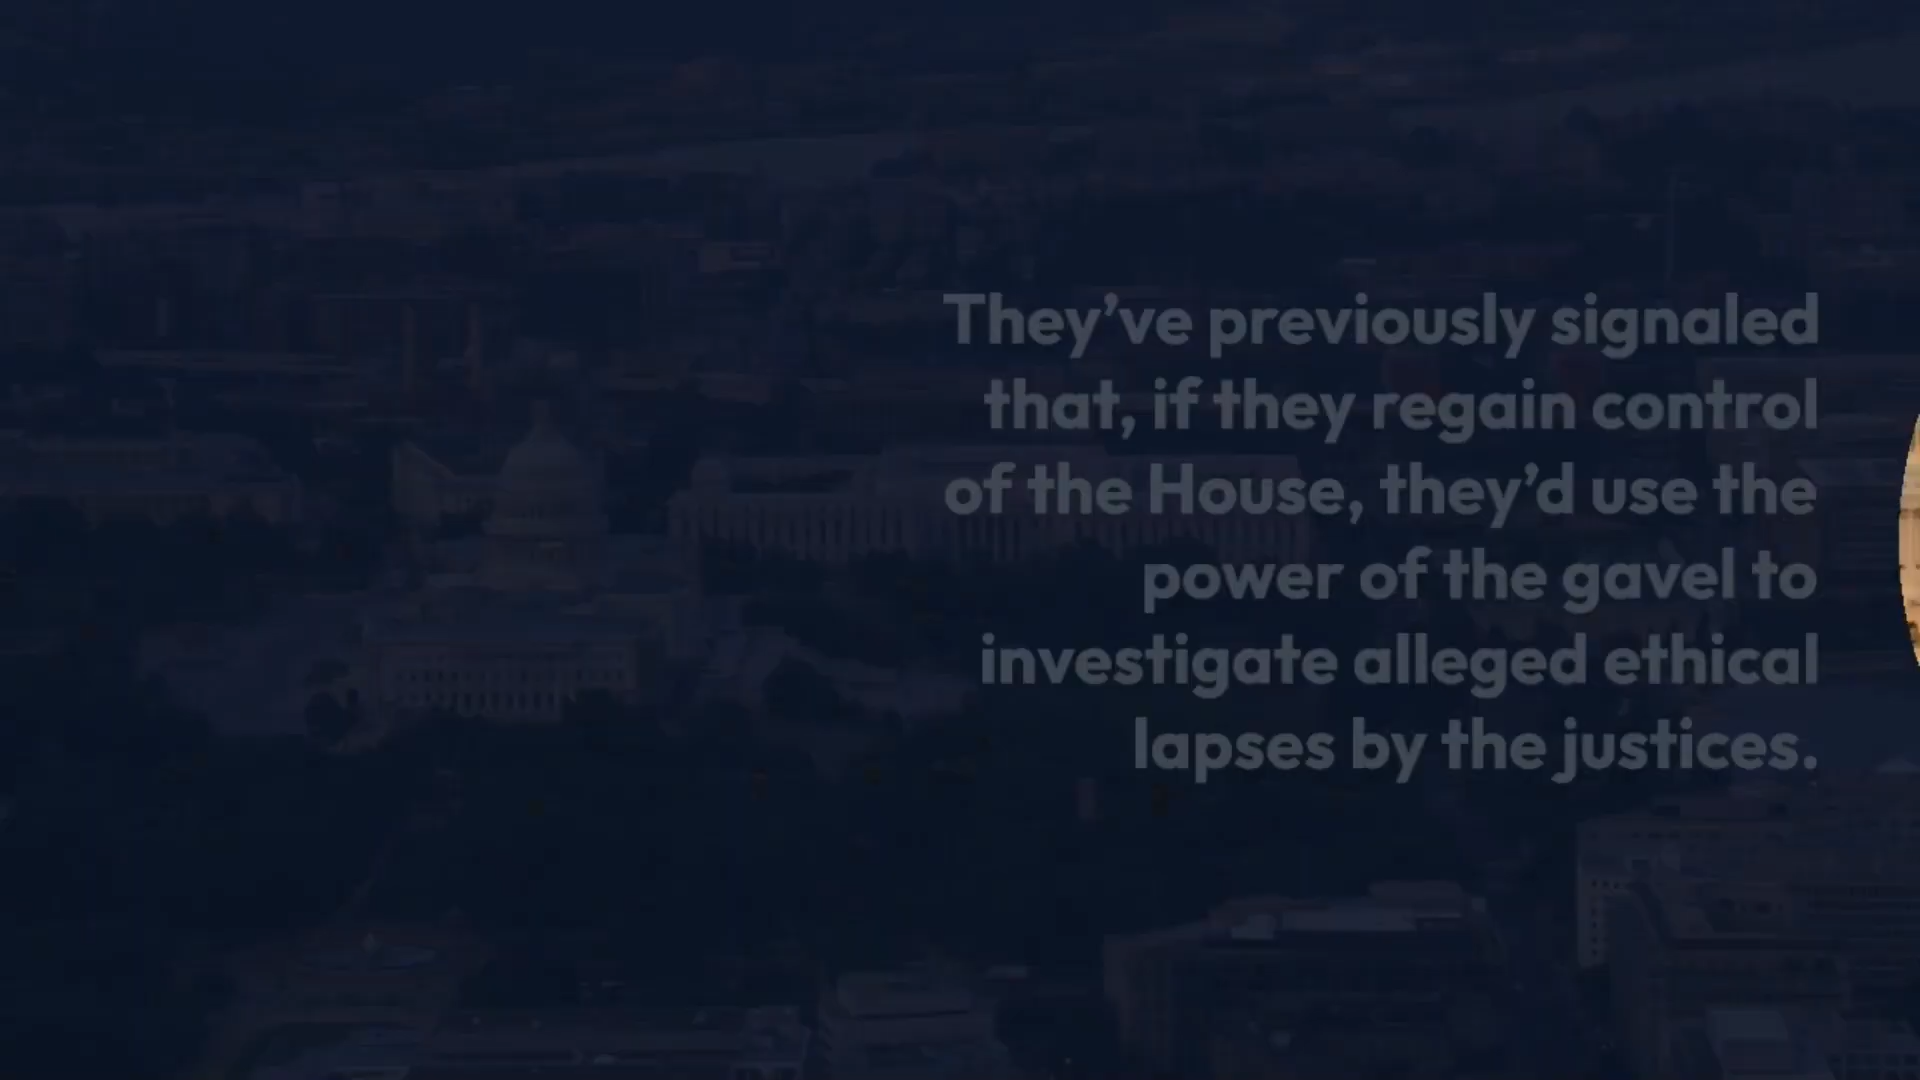 They’ve previously signaled
that, if they regain control
of the House, they’d use the
power of the gavel to
investigate alleged ethical
lapses by the justices.